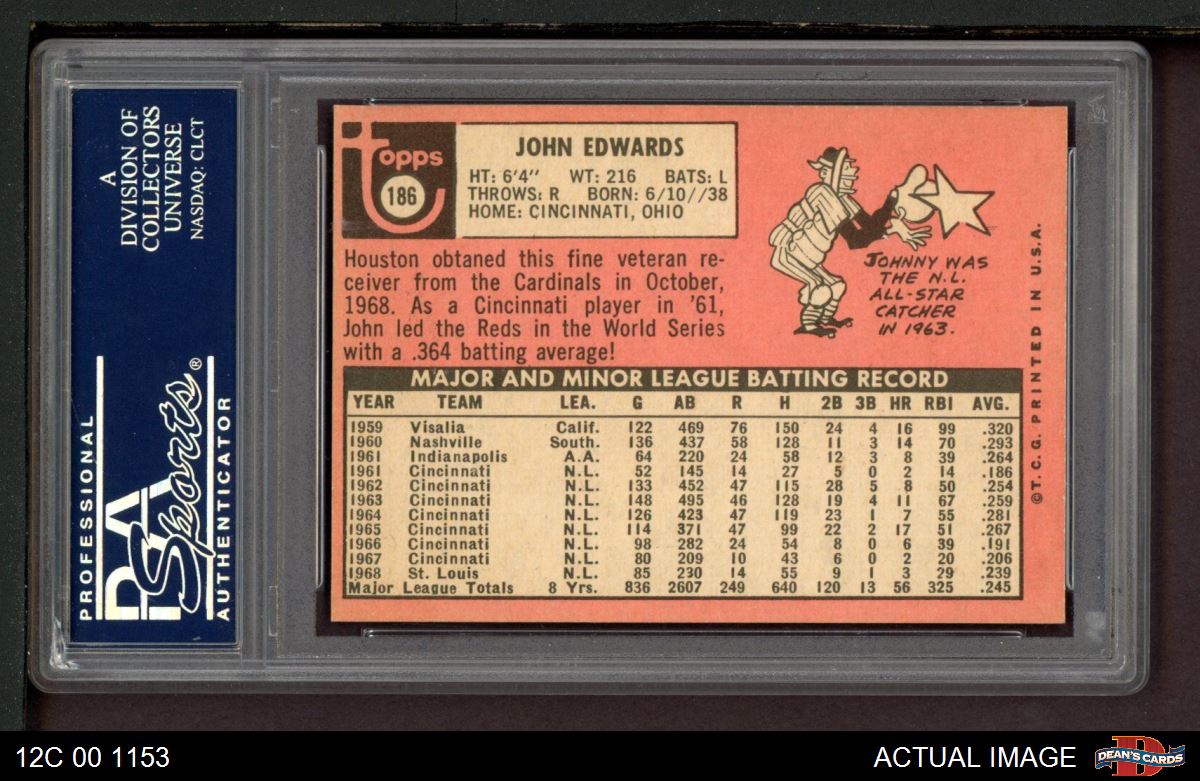 A
DIVISION OF
COLLECTORS
UNIVERSE
NASDAQ: CLCT
PROFESSIONAL
PSA
Sports®
AUTHENTICATOR
topps
186
JOHN EDWARDS
HT: 6'4" WT: 216 BATS: L
THROWS: R BORN: 6/10//38
HOME: CINCINNATI, OHIO
Houston obtaned this fine veteran re-
ceiver from the Cardinals in October,
1968. As a Cincinnati player in '61,
John led the Reds in the World Series
with a .364 batting average!
JOHNNY WAS
THE N.L.
ALL-STAR
CATCHER
IN 1963.
©T.C.G. PRINTED IN U.S.A.
MAJOR AND MINOR LEAGUE BATTING RECORD
YEAR TEAM LEA. G AB R H 2B 3B HR RBI AVG.
1959 Visalia Calif. 122 469 76 150 24 4 16 99 .320
1960 Nashville South. 136 437 58 128 11 3 14 70 .293
1961 Indianapolis A.A. 64 220 24 58 12 3 8 39 .264
1961 Cincinnati N.L. 52 145 14 27 5 0 2 14 .186
1962 Cincinnati N.L. 133 452 47 115 28 5 8 50 .254
1963 Cincinnati N.L. 148 495 46 128 19 4 11 67 .259
1964 Cincinnati N.L. 126 423 47 119 23 1 7 55 .281
1965 Cincinnati N.L. 114 371 47 99 22 2 17 51 .267
1966 Cincinnati N.L. 98 282 24 54 8 0 6 39 .191
1967 Cincinnati N.L. 80 209 10 43 6 0 2 20 .206
1968 St. Louis N.L. 85 230 14 55 9 1 3 29 .239
Major League Totals 8 Yrs. 836 2607 249 640 120 13 56 325 .245
12C 00 1153
ACTUAL IMAGE
D
DEAN'S CARDS